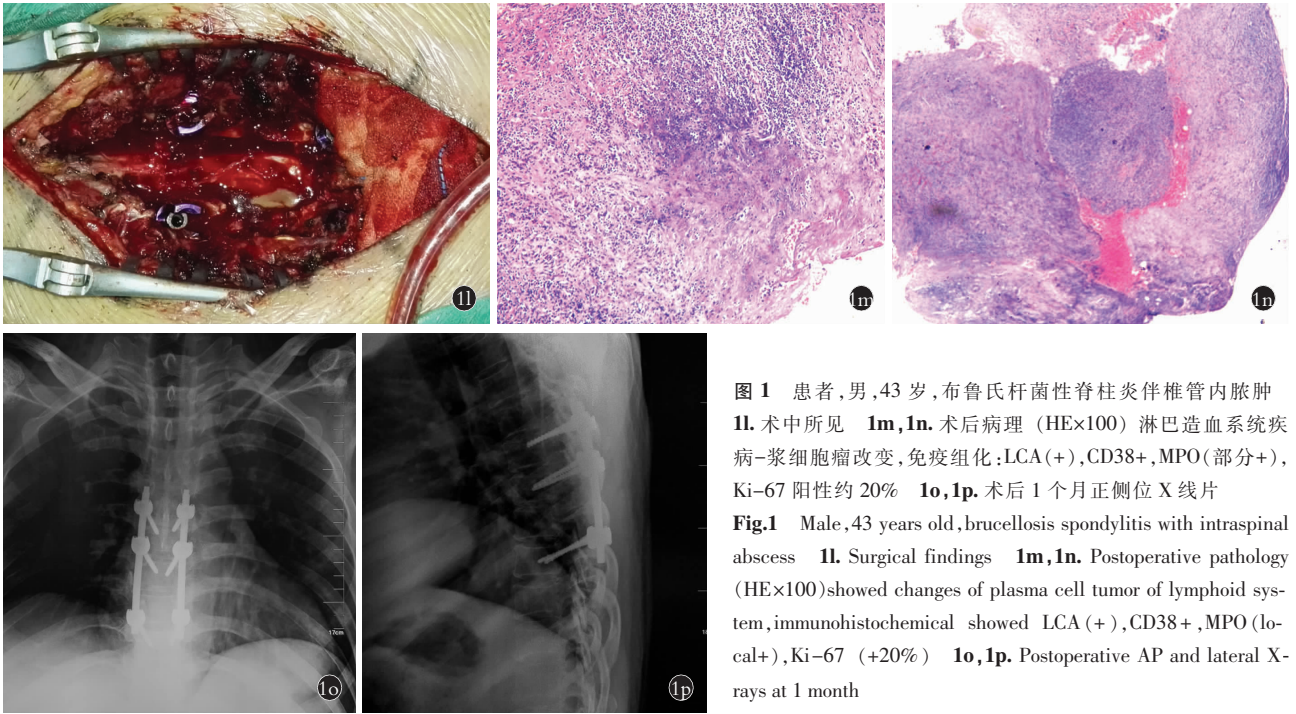 1l
1m
1n
17cm
1o
1p
图 1 患者,男,43 岁,布鲁氏杆菌性脊柱炎伴椎管内脓肿
1l. 术中所见 1m,1n. 术后病理 (HE×100) 淋巴造血系统疾
病-浆细胞瘤改变,免疫组化:LCA(+),CD38+,MPO(部分+),
Ki-67 阳性约 20% 1o,1p. 术后 1 个月正侧位 X 线片
Fig.1 Male,43 years old,brucellosis spondylitis with intraspinal
abscess 1l. Surgical findings 1m,1n. Postoperative pathology
(HE×100)showed changes of plasma cell tumor of lymphoid sys-
tem,immunohistochemical showed LCA(+),CD38+,MPO(lo-
cal+),Ki-67 (+20%) 1o,1p. Postoperative AP and lateral X-
rays at 1 month